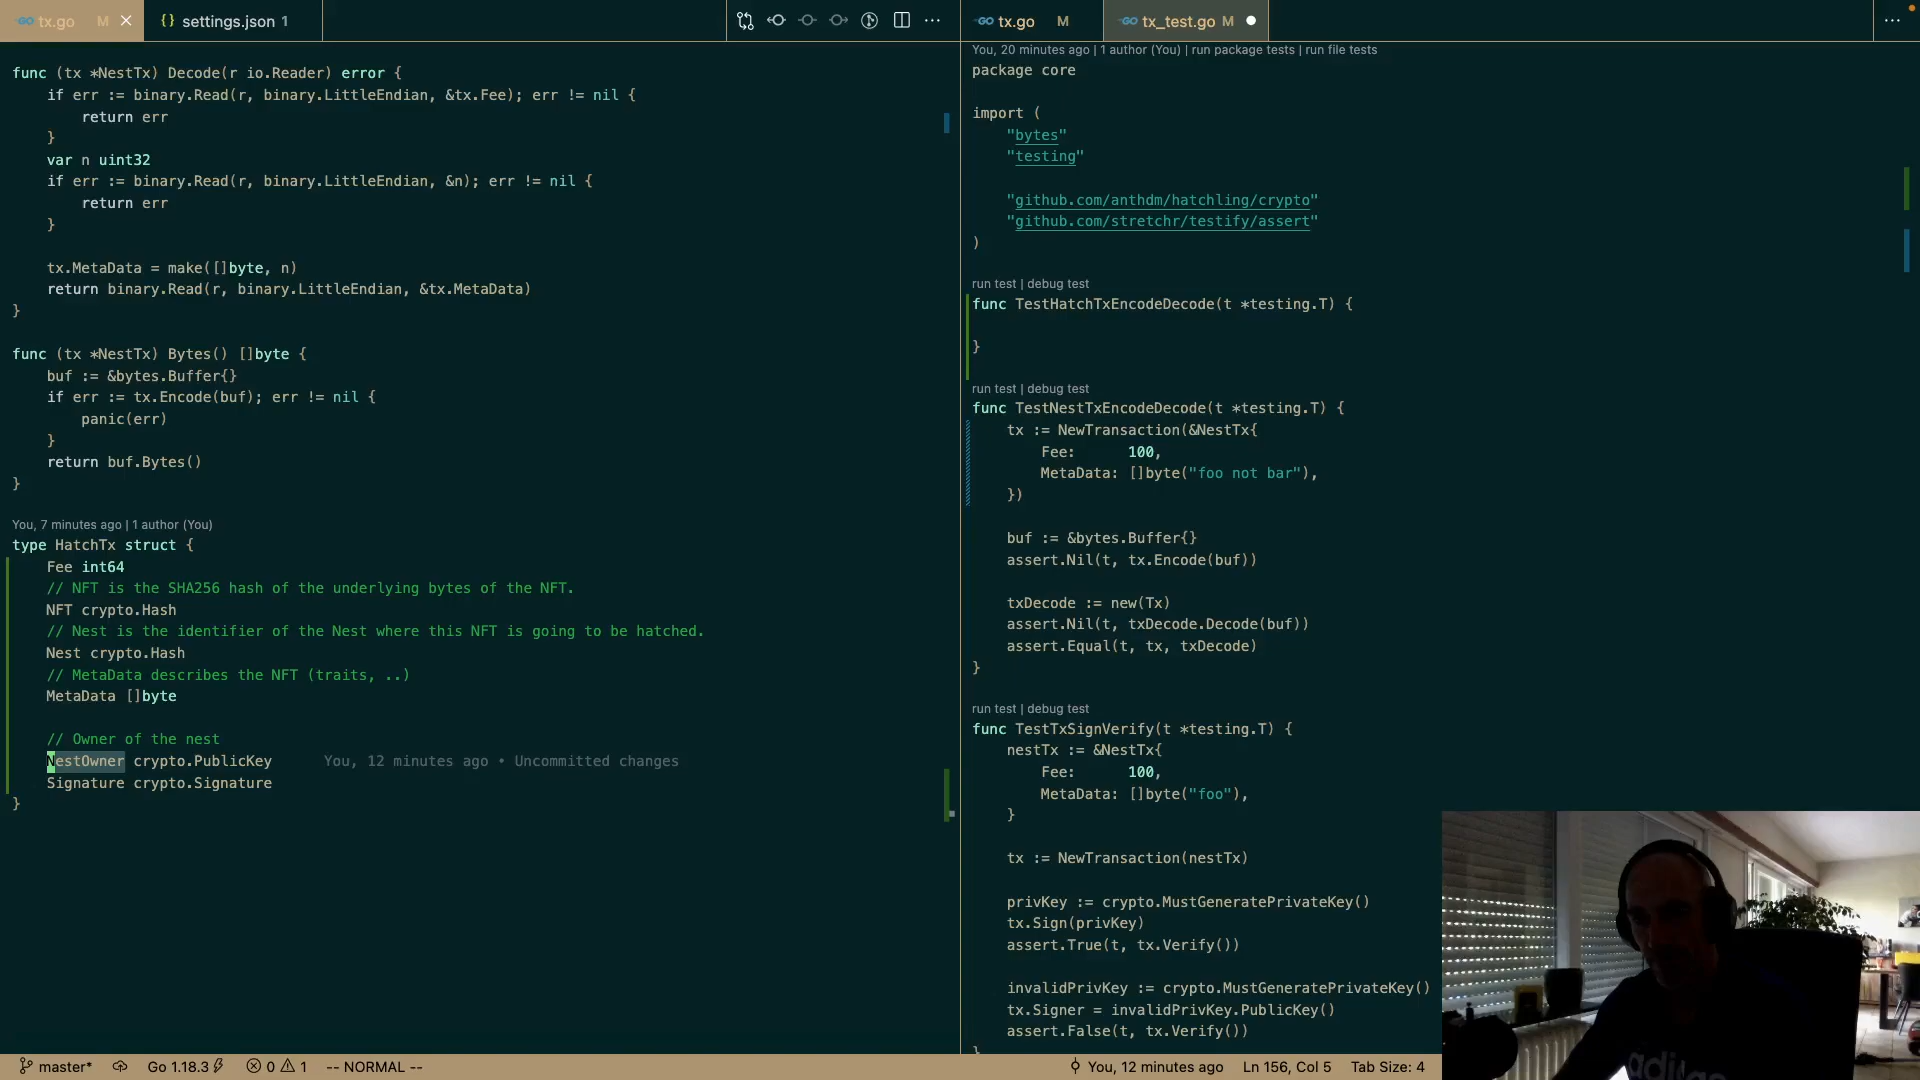 tx.go M
settings.json 1
func (tx *NestTx) Decode(r io.Reader) error {
if err := binary.Read(r, binary.LittleEndian, &tx.Fee); err != nil {
return err
}
var n uint32
if err := binary.Read(r, binary.LittleEndian, &n); err != nil {
return err
}
tx.MetaData = make([]byte, n)
return binary.Read(r, binary.LittleEndian, &tx.MetaData)
}
func (tx *NestTx) Bytes() []byte {
buf := &bytes.Buffer{}
if err := tx.Encode(buf); err != nil {
panic(err)
}
return buf.Bytes()
}
You, 7 minutes ago | 1 author (You)
type HatchTx struct {
Fee int64
// NFT is the SHA256 hash of the underlying bytes of the NFT.
NFT crypto.Hash
// Nest is the identifier of the Nest where this NFT is going to be hatched.
Nest crypto.Hash
// MetaData describes the NFT (traits, ..)
MetaData []byte
// Owner of the nest
NestOwner crypto.PublicKey You, 12 minutes ago • Uncommitted changes
Signature crypto.Signature
}
tx.go M
tx_test.go M
You, 20 minutes ago | 1 author (You) | run package tests | run file tests
package core
import (
"bytes"
"testing"
"github.com/anthdm/hatchling/crypto"
"github.com/stretchr/testify/assert"
)
run test | debug test
func TestHatchTxEncodeDecode(t *testing.T) {
}
run test | debug test
func TestNestTxEncodeDecode(t *testing.T) {
tx := NewTransaction(&NestTx{
Fee: 100,
MetaData: []byte("foo not bar"),
})
buf := &bytes.Buffer{}
assert.Nil(t, tx.Encode(buf))
txDecode := new(Tx)
assert.Nil(t, txDecode.Decode(buf))
assert.Equal(t, tx, txDecode)
}
run test | debug test
func TestTxSignVerify(t *testing.T) {
nestTx := &NestTx{
Fee: 100,
MetaData: []byte("foo"),
}
tx := NewTransaction(nestTx)
privKey := crypto.MustGeneratePrivateKey()
tx.Sign(privKey)
assert.True(t, tx.Verify())
invalidPrivKey := crypto.MustGeneratePrivateKey()
tx.Signer = invalidPrivKey.PublicKey()
assert.False(t, tx.Verify())
}
master* Go 1.18.3 0 1 -- NORMAL -- You, 12 minutes ago Ln 156, Col 5 Tab Size: 4
adidas